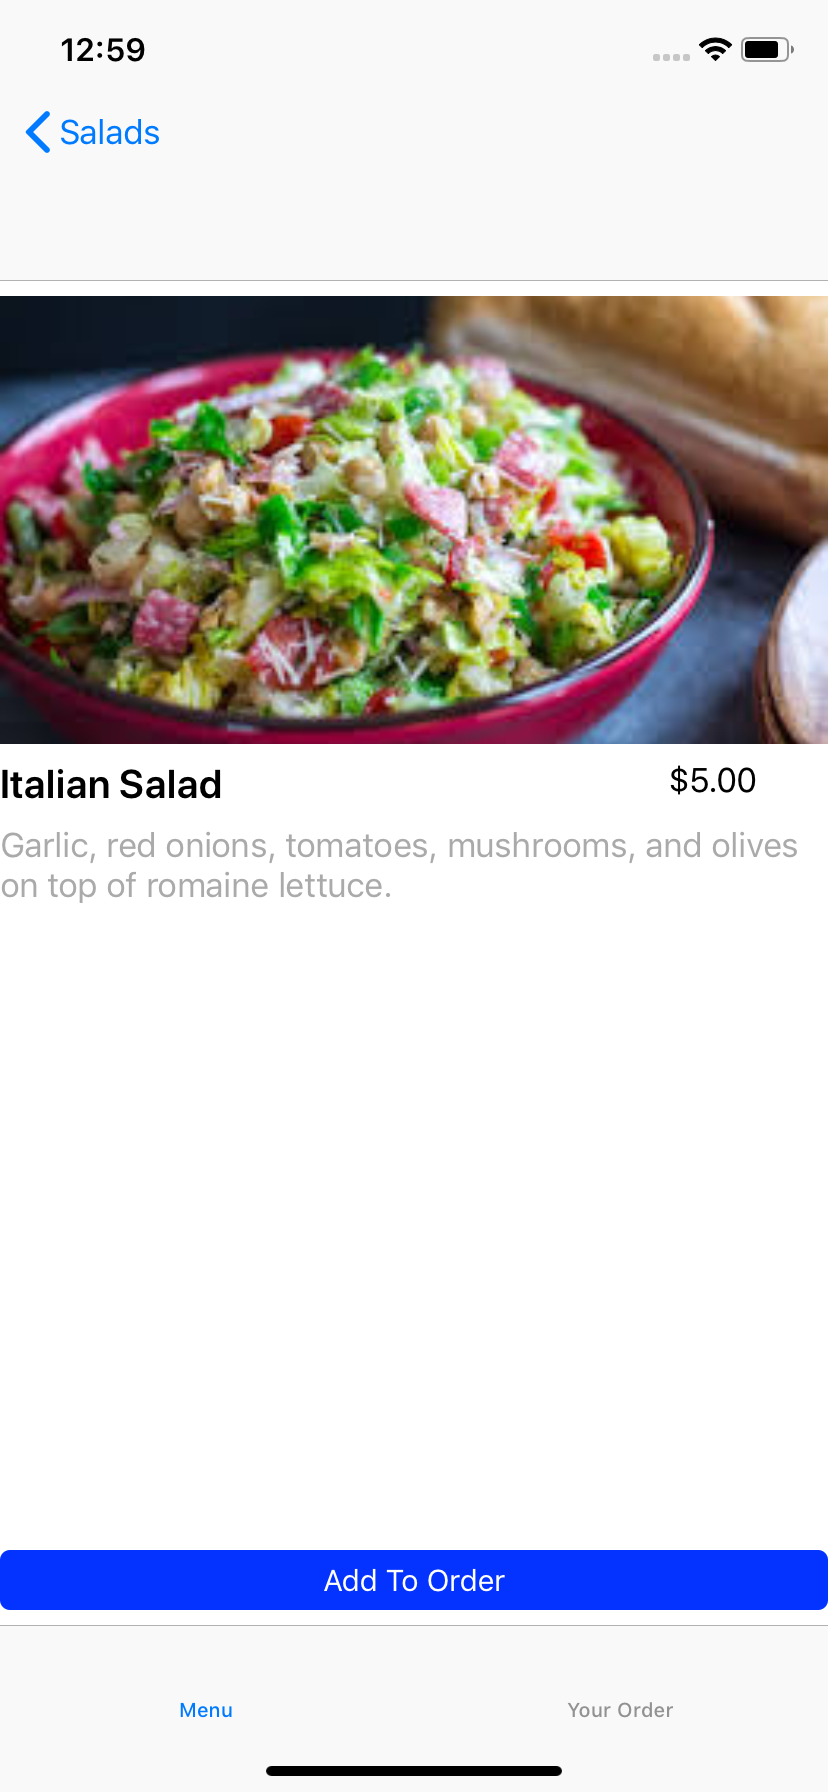 12:59
Salads
Italian Salad
$5.00
Garlic, red onions, tomatoes, mushrooms, and olives
on top of romaine lettuce.
Add To Order
Menu
Your Order